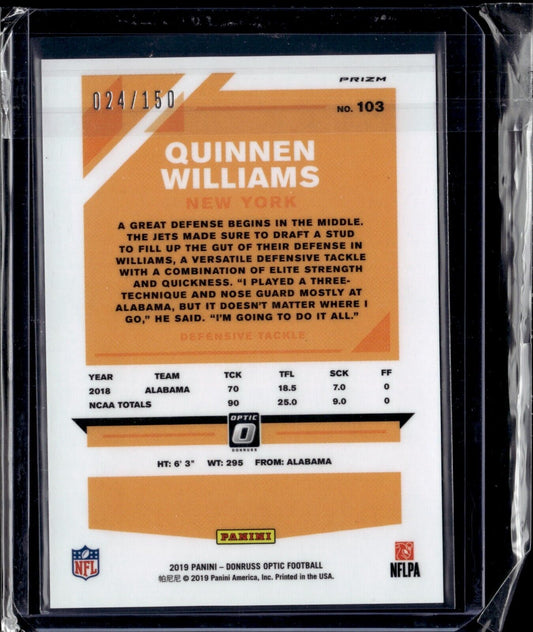 PRIZM
024/150
NO. 103
QUINNEN
WILLIAMS
NEW YORK
A GREAT DEFENSE BEGINS IN THE MIDDLE.
THE JETS MADE SURE TO DRAFT A STUD
TO FILL UP THE GUT OF THEIR DEFENSE IN
WILLIAMS, A VERSATILE DEFENSIVE TACKLE
WITH A COMBINATION OF ELITE STRENGTH
AND QUICKNESS. “I PLAYED A THREE-
TECHNIQUE AND NOSE GUARD MOSTLY AT
ALABAMA, BUT IT DOESN’T MATTER WHERE I
GO,” HE SAID. “I’M GOING TO DO IT ALL.”
DEFENSIVE TACKLE
YEAR TEAM TCK TFL SCK FF
2018 ALABAMA 70 18.5 7.0 0
NCAA TOTALS 90 25.0 9.0 0
OPTIC
O
DONRUSS
HT: 6' 3" WT: 295 FROM: ALABAMA
PANINI
2019 PANINI – DONRUSS OPTIC FOOTBALL
帕尼尼 © 2019 Panini America, Inc. Printed in the USA.
NFL
NFLPA